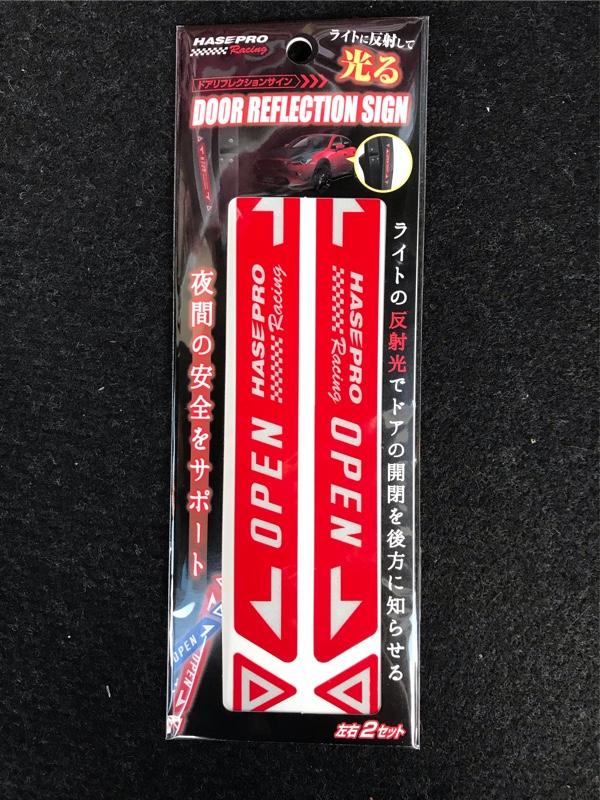 HASEPRO
Racing
ライトに反射して
光る
ドアリフレクションサイン
DOOR REFLECTION SIGN
ライトの反射光でドアの開閉を後方に知らせる
夜間の安全をサポート
HASEPRO
Racing
OPEN
HASEPRO
Racing
OPEN
OPEN
OPEN
左右2セット